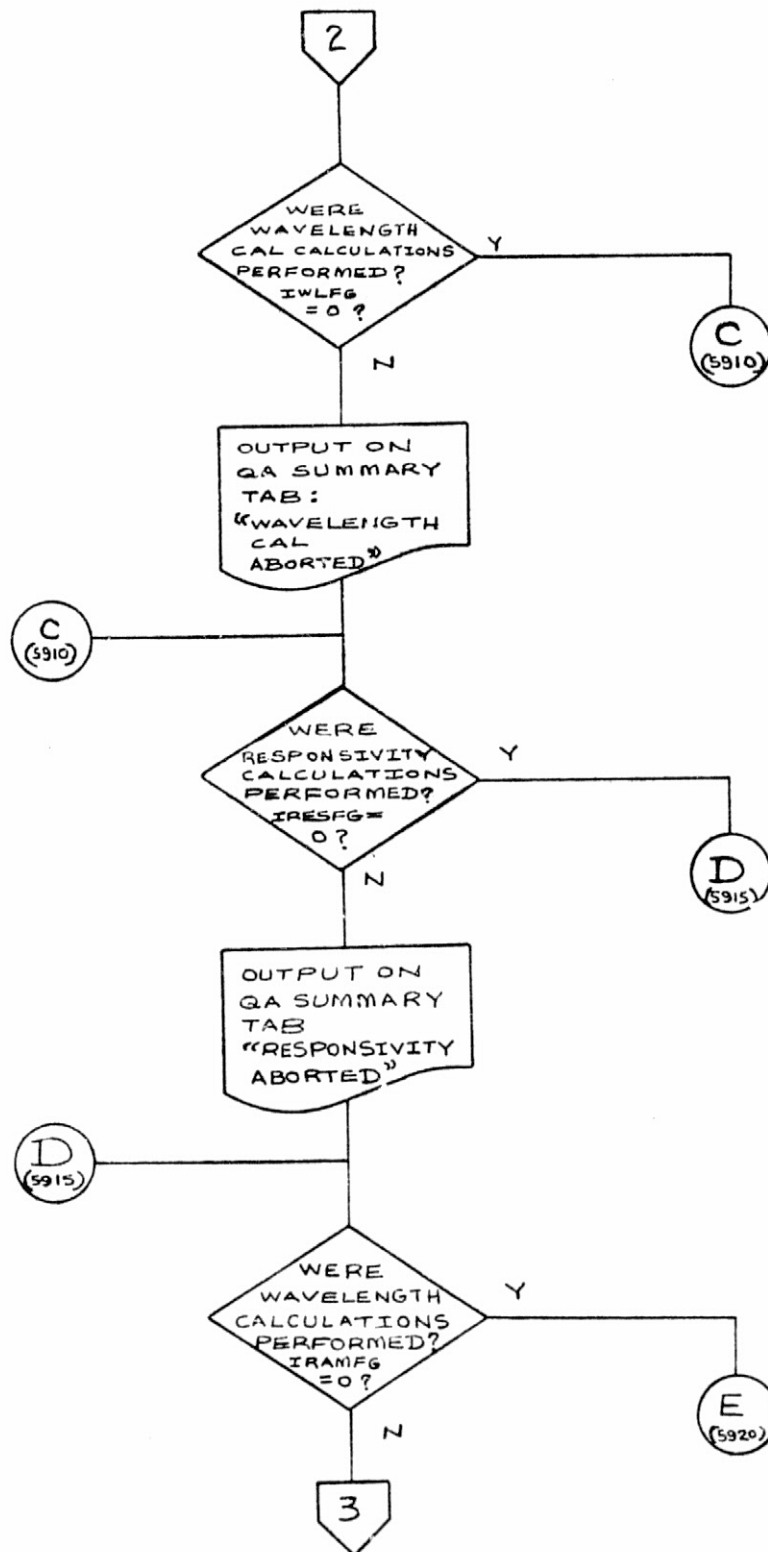 2
WERE
WAVELENGTH
CAL CALCULATIONS
PERFORMED?
IWLFG
= 0 ?
Y
C
(5910)
N
OUTPUT ON
QA SUMMARY
TAB :
"WAVELENGTH
CAL
ABORTED"
C
(5910)
WERE
RESPONSIVITY
CALCULATIONS
PERFORMED?
IRESFG=
0 ?
Y
D
(5915)
N
OUTPUT ON
QA SUMMARY
TAB
"RESPONSIVITY
ABORTED"
D
(5915)
WERE
WAVELENGTH
CALCULATIONS
PERFORMED?
IRAMFG
=0 ?
Y
E
(5920)
N
3